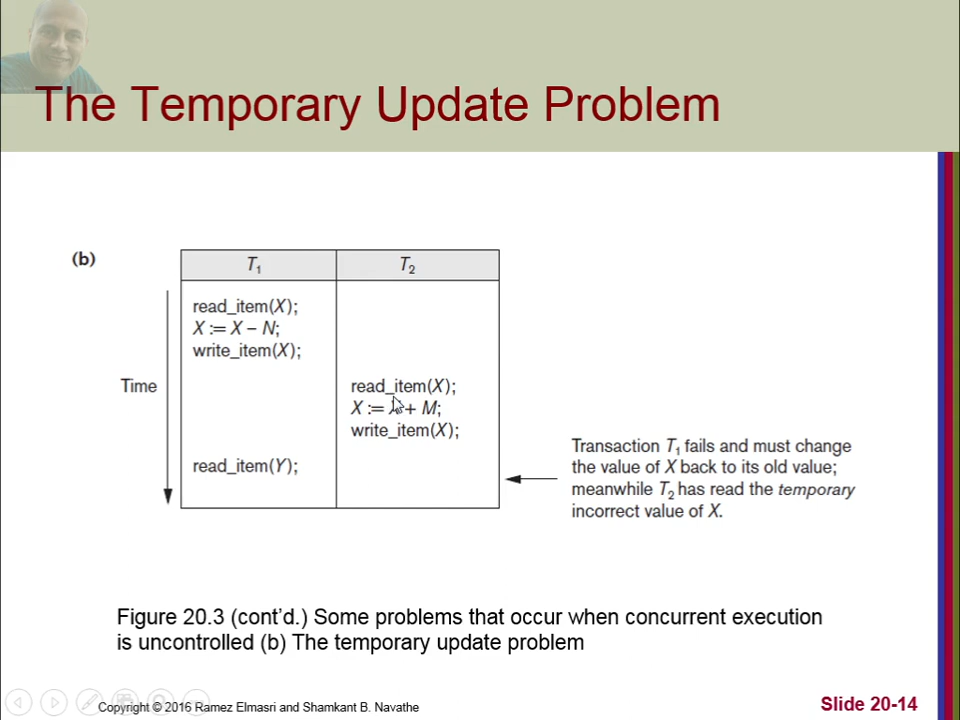 The Temporary Update Problem
(b)
T1
T2
read_item(X);
X := X – N;
write_item(X);
Time
read_item(X);
X := + M;
write_item(X);
read_item(Y);
Transaction T1 fails and must change
the value of X back to its old value;
meanwhile T2 has read the temporary
incorrect value of X.
Figure 20.3 (cont'd.) Some problems that occur when concurrent execution
is uncontrolled (b) The temporary update problem
Copyright © 2016 Ramez Elmasri and Shamkant B. Navathe
Slide 20-14